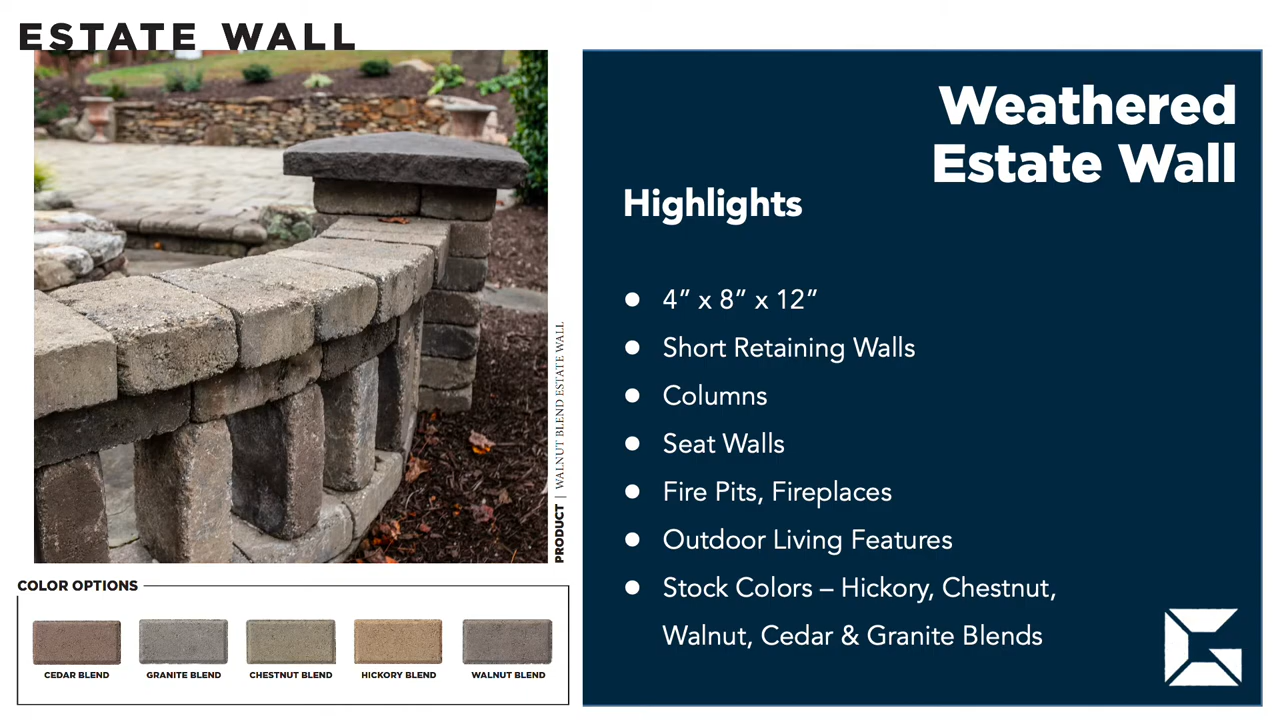 ESTATE WALL
PRODUCT | WALNUT BLEND ESTATE WALL
COLOR OPTIONS
CEDAR BLEND
GRANITE BLEND
CHESTNUT BLEND
HICKORY BLEND
WALNUT BLEND
Weathered
Estate Wall
Highlights
● 4” x 8” x 12”
● Short Retaining Walls
● Columns
● Seat Walls
● Fire Pits, Fireplaces
● Outdoor Living Features
● Stock Colors – Hickory, Chestnut,
Walnut, Cedar & Granite Blends